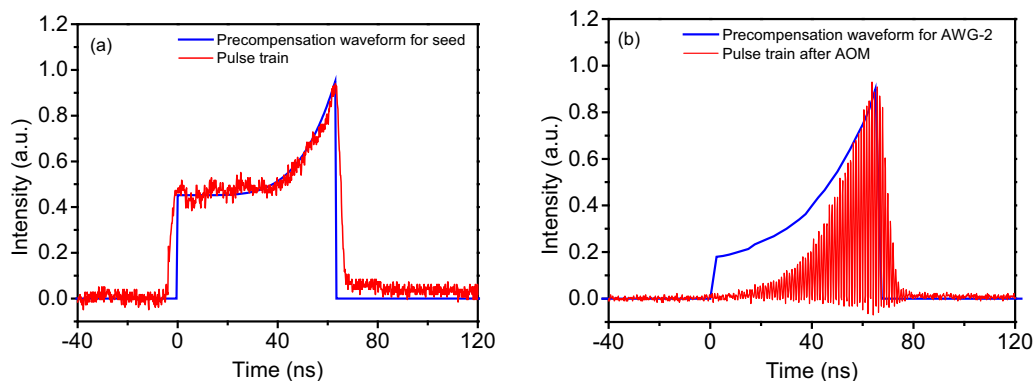 (a)
Precompensation waveform for seed
Pulse train
1.2
1.0
0.8
0.6
0.4
0.2
0.0
Intensity (a.u.)
-40 0 40 80 120
Time (ns)
(b)
Precompensation waveform for AWG-2
Pulse train after AOM
1.2
1.0
0.8
0.6
0.4
0.2
0.0
Intensity (a.u.)
-40 0 40 80 120
Time (ns)